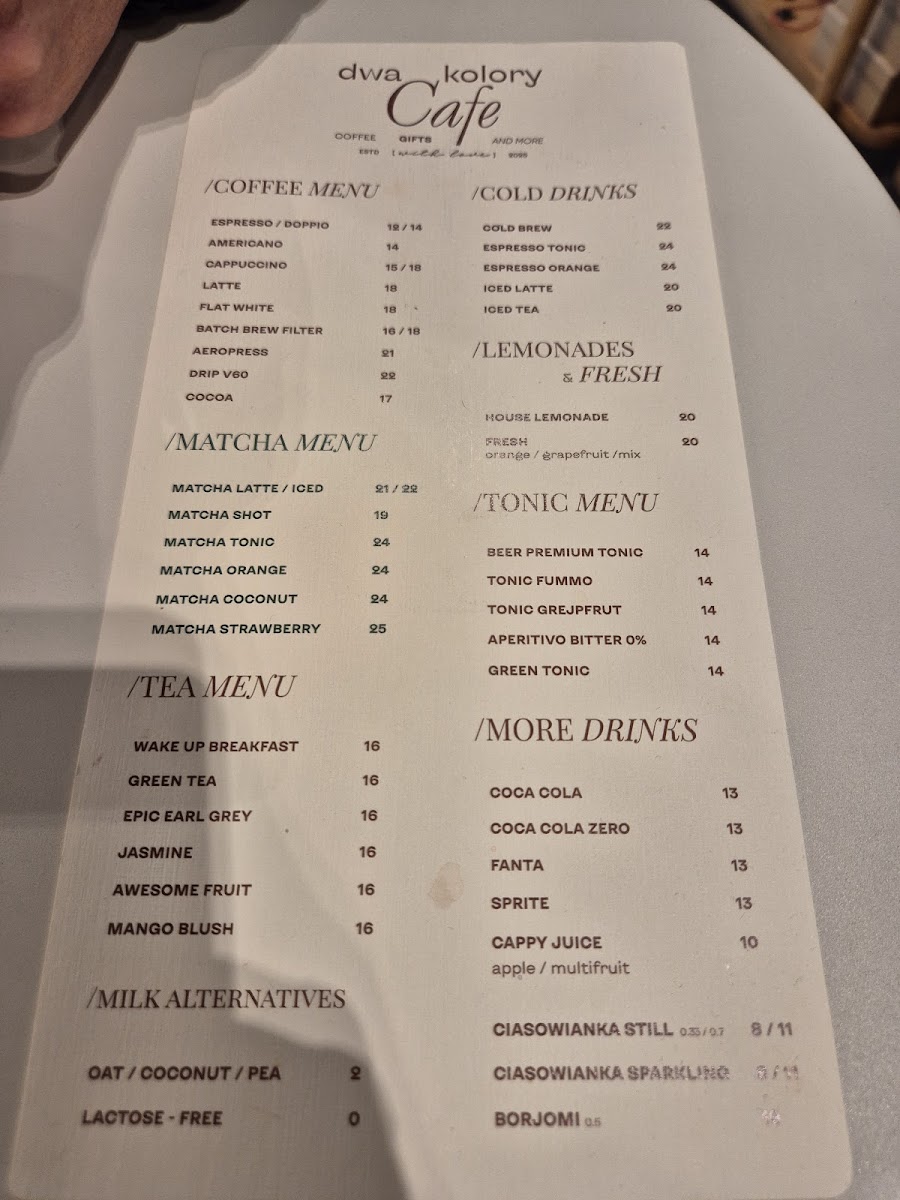 dwa kolory
Cafe
COFFEE GIFTS AND MORE
ESTD (with love)
/COFFEE MENU
ESPRESSO / DOPPIO 12 / 14
AMERICANO 14
CAPPUCCINO 15 / 18
LATTE 18
FLAT WHITE 18
BATCH BREW FILTER 16 / 18
AEROPRESS 21
DRIP V60 22
COCOA 17
/MATCHA MENU
MATCHA LATTE / ICED 21 / 22
MATCHA SHOT 19
MATCHA TONIC 24
MATCHA ORANGE 24
MATCHA COCONUT 24
MATCHA STRAWBERRY 25
/TEA MENU
WAKE UP BREAKFAST 16
GREEN TEA 16
EPIC EARL GREY 16
JASMINE 16
AWESOME FRUIT 16
MANGO BLUSH 16
/MILK ALTERNATIVES
OAT / COCONUT / PEA 2
LACTOSE - FREE 0
/COLD DRINKS
COLD BREW 22
ESPRESSO TONIC 24
ESPRESSO ORANGE 24
ICED LATTE 20
ICED TEA 20
/LEMONADES
& FRESH
HOUSE LEMONADE 20
FRESH 20
orange / grapefruit /mix
/TONIC MENU
BEER PREMIUM TONIC 14
TONIC FUMMO 14
TONIC GREJPFRUT 14
APERITIVO BITTER 0% 14
GREEN TONIC 14
/MORE DRINKS
COCA COLA 13
COCA COLA ZERO 13
FANTA 13
SPRITE 13
CAPPY JUICE 10
apple / multifruit
CIASOWIANKA STILL 0.33 / 0.7 8 / 11
CIASOWIANKA SPARKLING
BORJOMI 0.5